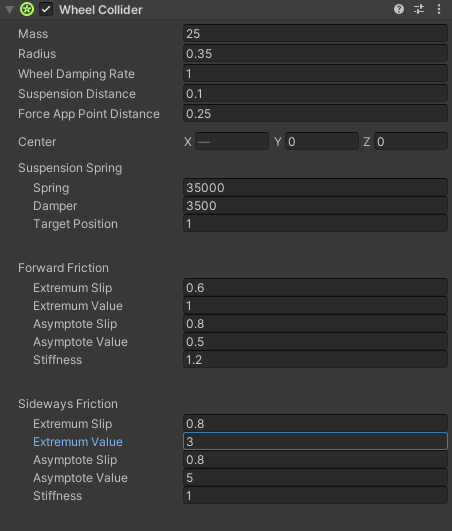 Wheel Collider
Mass 25
Radius 0.35
Wheel Damping Rate 1
Suspension Distance 0.1
Force App Point Distance 0.25
Center X — Y 0 Z 0
Suspension Spring
Spring 35000
Damper 3500
Target Position 1
Forward Friction
Extremum Slip 0.6
Extremum Value 1
Asymptote Slip 0.8
Asymptote Value 0.5
Stiffness 1.2
Sideways Friction
Extremum Slip 0.8
Extremum Value 3
Asymptote Slip 0.8
Asymptote Value 5
Stiffness 1